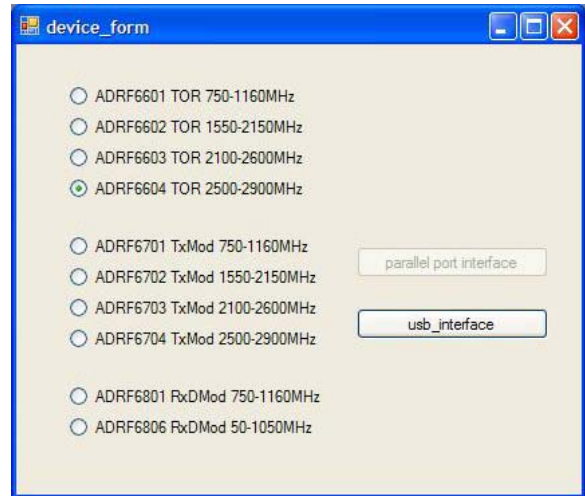 device_form
ADRF6601 TOR 750-1160MHz
ADRF6602 TOR 1550-2150MHz
ADRF6603 TOR 2100-2600MHz
ADRF6604 TOR 2500-2900MHz
ADRF6701 TxMod 750-1160MHz
ADRF6702 TxMod 1550-2150MHz
ADRF6703 TxMod 2100-2600MHz
ADRF6704 TxMod 2500-2900MHz
parallel port interface
usb_interface
ADRF6801 RxDMod 750-1160MHz
ADRF6806 RxDMod 50-1050MHz